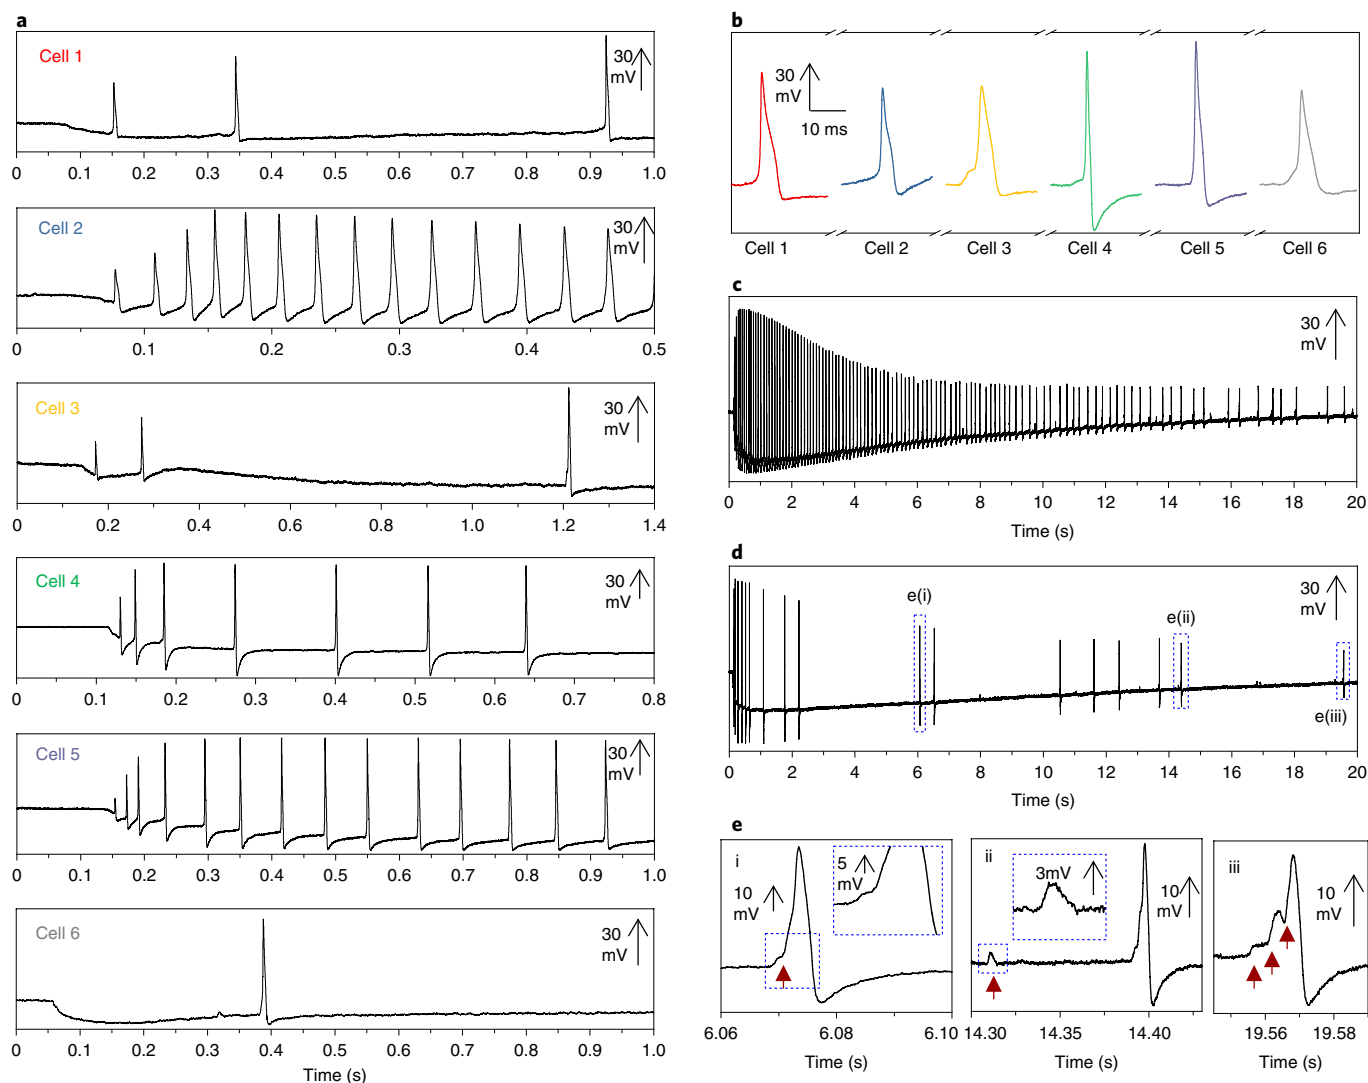 a
Cell 1
30
mV
0 0.1 0.2 0.3 0.4 0.5 0.6 0.7 0.8 0.9 1.0
Cell 2
30
mV
0 0.1 0.2 0.3 0.4 0.5
Cell 3
30
mV
0 0.2 0.4 0.6 0.8 1.0 1.2 1.4
Cell 4
30
mV
0 0.1 0.2 0.3 0.4 0.5 0.6 0.7 0.8
Cell 5
30
mV
0 0.1 0.2 0.3 0.4 0.5 0.6 0.7 0.8 0.9 1.0
Cell 6
30
mV
0 0.1 0.2 0.3 0.4 0.5 0.6 0.7 0.8 0.9 1.0
Time (s)
b
30
mV
10 ms
Cell 1 Cell 2 Cell 3 Cell 4 Cell 5 Cell 6
c
30
mV
0 2 4 6 8 10 12 14 16 18 20
Time (s)
d
30
mV
e(i)
e(ii)
e(iii)
0 2 4 6 8 10 12 14 16 18 20
Time (s)
e
i
10
mV
5
mV
6.06 6.08 6.10
Time (s)
ii
3mV
10
mV
14.30 14.35 14.40
Time (s)
iii
10
mV
19.56 19.58
Time (s)